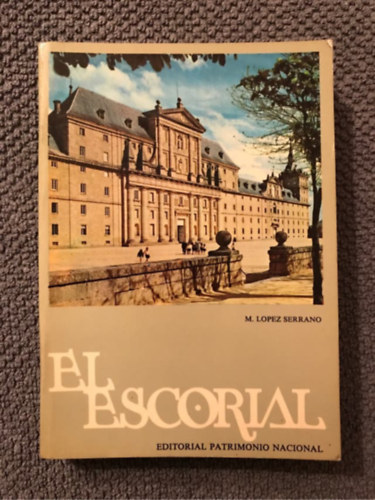 M. LOPEZ SERRANO
EL
ESCORIAL
EDITORIAL PATRIMONIO NACIONAL